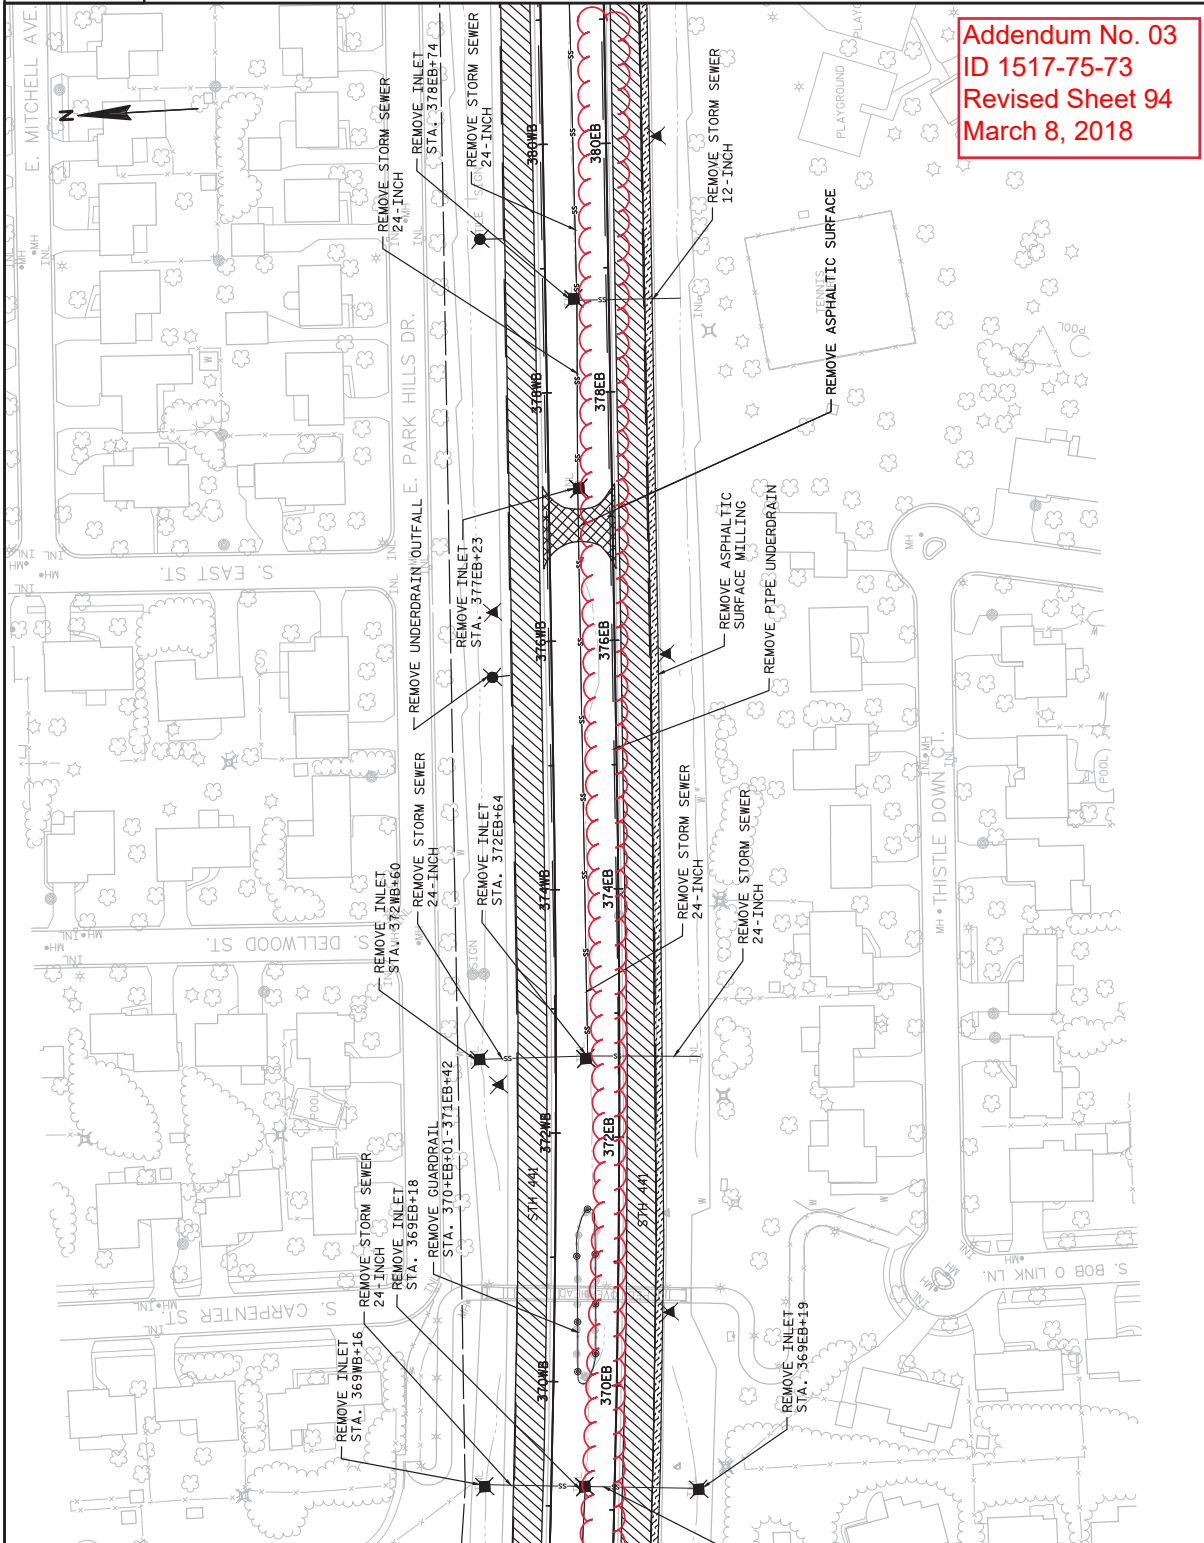 Addendum No. 03
ID 1517-75-73
Revised Sheet 94
March 8, 2018
N
E. MITCHELL AVE.
E. PARK HILLS DR.
S. EAST ST.
S. DELLWOOD ST.
S. CARPENTER ST.
THISTLE DOWN CT.
S. BOB O LINK LN.
PLAYGROUND
TENNIS
POOL
POOL
POOL
SIGN
STH 441
STH 441
REMOVE STORM SEWER
24-INCH
REMOVE INLET
STA. 378EB+74
REMOVE STORM SEWER
24-INCH
REMOVE STORM SEWER
12-INCH
REMOVE ASPHALTIC SURFACE
REMOVE UNDERDRAIN OUTFALL
REMOVE INLET
STA. 377EB+23
REMOVE ASPHALTIC
SURFACE MILLING
REMOVE PIPE UNDERDRAIN
REMOVE INLET
STA. 372WB+60
REMOVE STORM SEWER
24-INCH
REMOVE INLET
STA. 372EB+64
REMOVE STORM SEWER
24-INCH
REMOVE STORM SEWER
24-INCH
REMOVE INLET
STA. 369WB+16
REMOVE STORM SEWER
24-INCH
REMOVE INLET
STA. 369EB+18
REMOVE GUARDRAIL
STA. 370+EB+01-371EB+42
REMOVE INLET
STA. 369EB+19
380WB
380EB
378WB
378EB
376WB
376EB
374WB
374EB
372WB
372EB
370WB
370EB